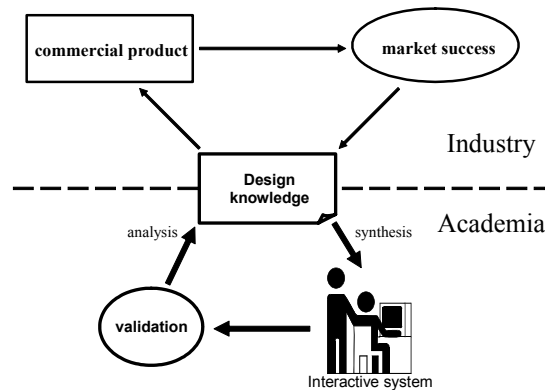 commercial product
market success
Industry
Design
knowledge
Academia
analysis
synthesis
validation
Interactive system